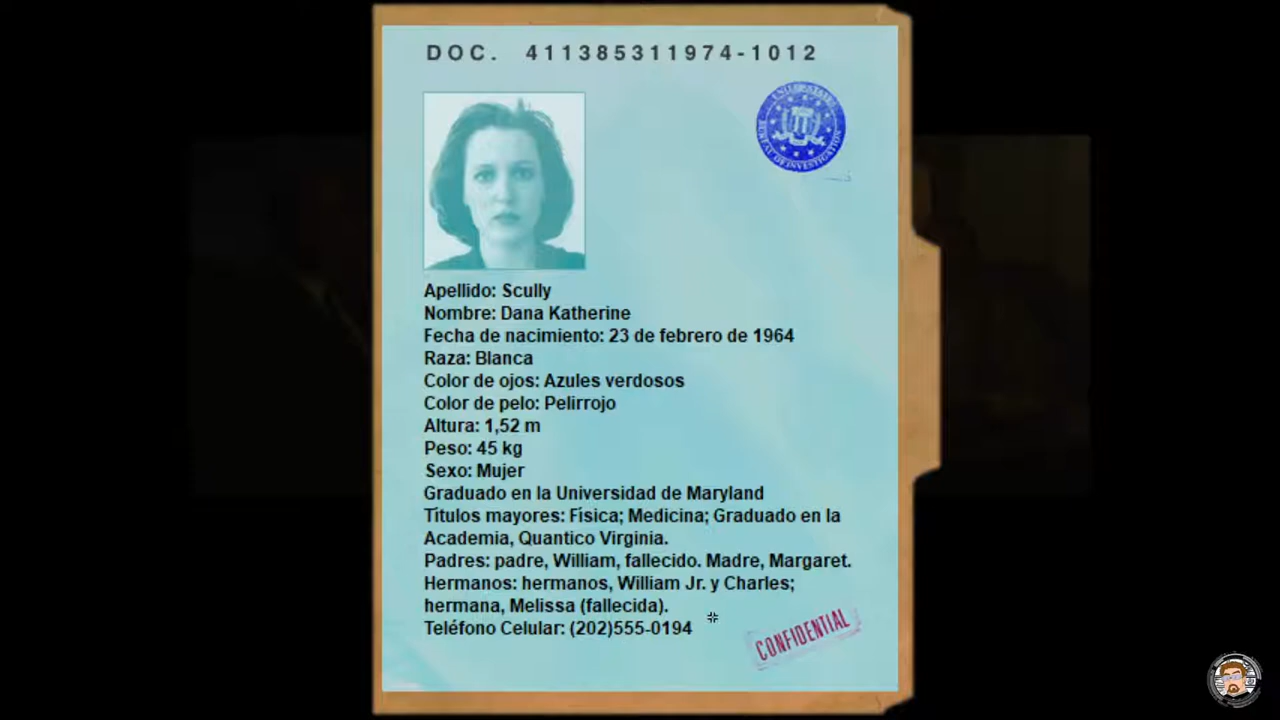 DOC. 411385311974-1012
Apellido: Scully
Nombre: Dana Katherine
Fecha de nacimiento: 23 de febrero de 1964
Raza: Blanca
Color de ojos: Azules verdosos
Color de pelo: Pelirrojo
Altura: 1,52 m
Peso: 45 kg
Sexo: Mujer
Graduado en la Universidad de Maryland
Títulos mayores: Física; Medicina; Graduado en la
Academia, Quantico Virginia.
Padres: padre, William, fallecido. Madre, Margaret.
Hermanos: hermanos, William Jr. y Charles;
hermana, Melissa (fallecida).
Teléfono Celular: (202)555-0194
CONFIDENTIAL